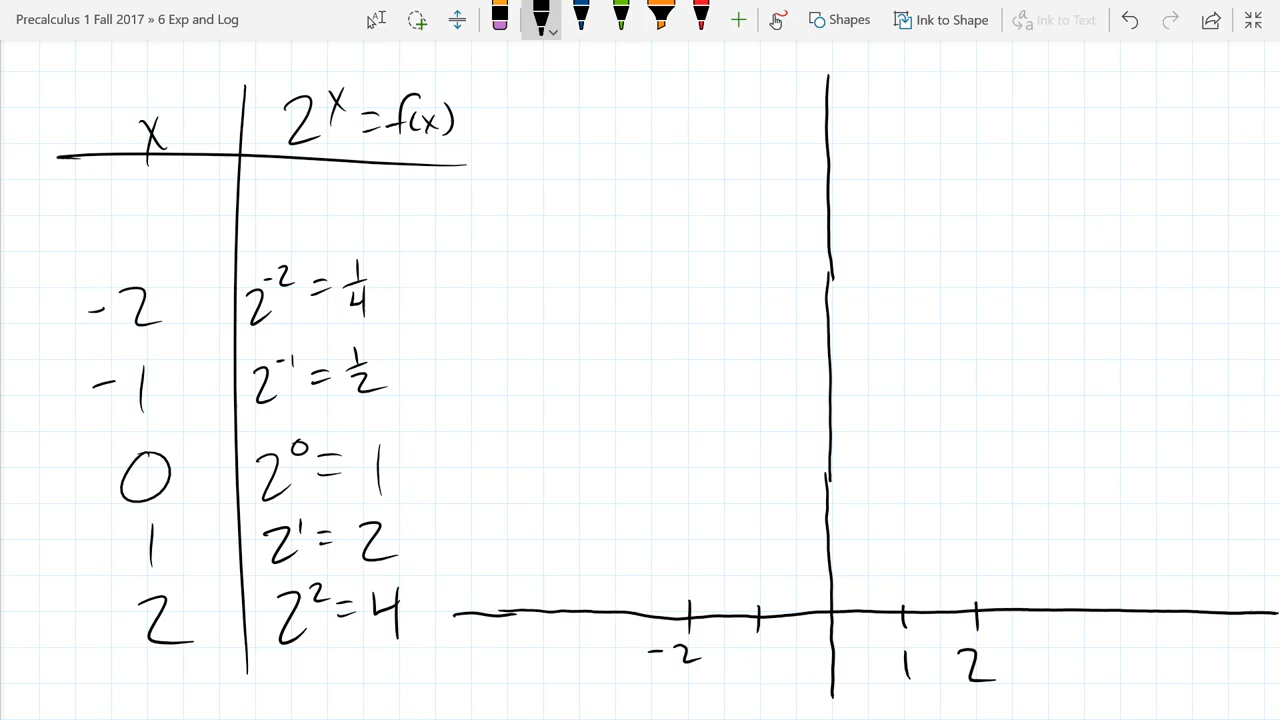 Precalculus 1 Fall 2017 » 6 Exp and Log
Shapes
Ink to Shape
Ink to Text
x 2^x = f(x)
-2 2^-2 = 1/4
-1 2^-1 = 1/2
0 2^0 = 1
1 2^1 = 2
2 2^2 = 4
-2 1 2